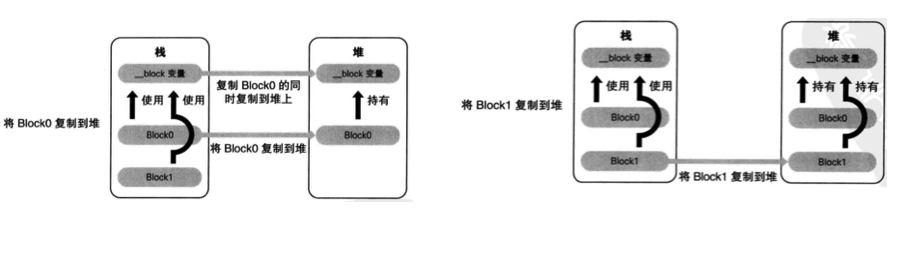 栈
堆
__block 变量
__block 变量
复制 Block0 的同
时复制到堆上
使用
使用
持有
将 Block0 复制到堆
Block0
Block0
将 Block0 复制到堆
Block1
栈
堆
__block 变量
__block 变量
使用
使用
持有
持有
将 Block1 复制到堆
Block0
Block0
Block1
Block1
将 Block1 复制到堆